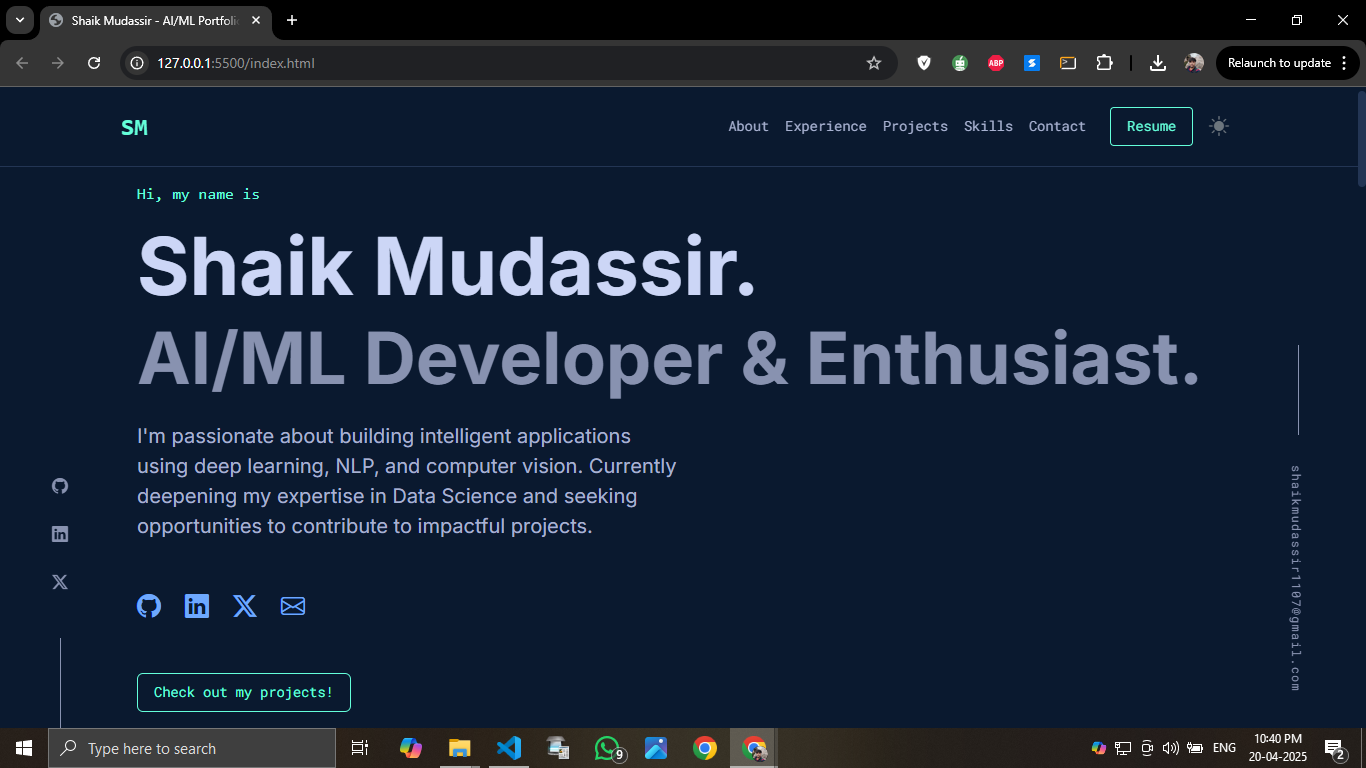 Shaik Mudassir - AI/ML Portfoli
127.0.0.1:5500/index.html
ABP
Relaunch to update
SM
About Experience Projects Skills Contact Resume
Hi, my name is
Shaik Mudassir.
AI/ML Developer & Enthusiast.
I'm passionate about building intelligent applications
using deep learning, NLP, and computer vision. Currently
deepening my expertise in Data Science and seeking
opportunities to contribute to impactful projects.
shaikmudassir1107@gmail.com
Check out my projects!
Type here to search
9
ENG
10:40 PM
20-04-2025
2